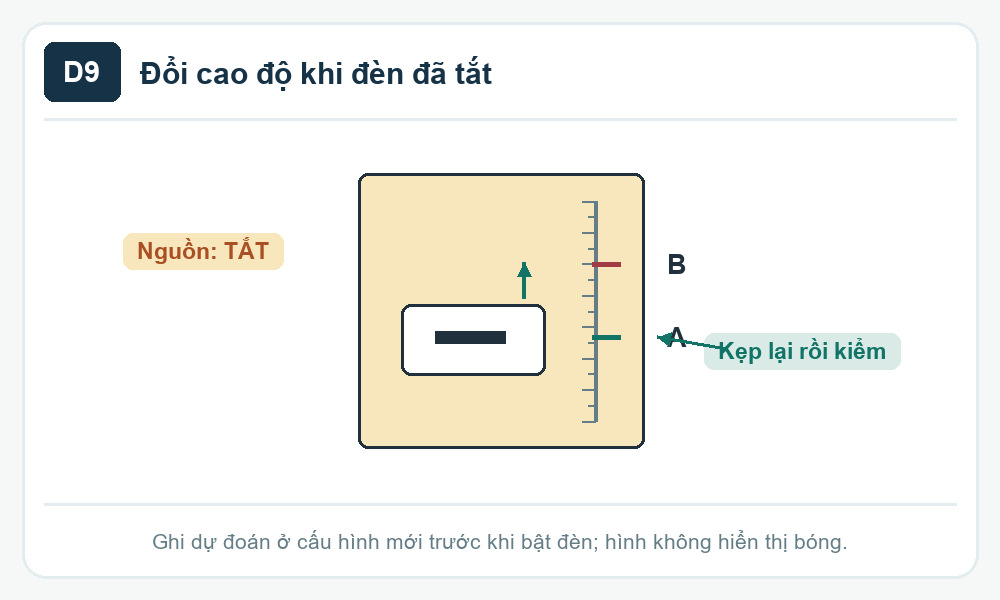 D9
Đổi cao độ khi đèn đã tắt
Nguồn: TẮT
B
A
Kẹp lại rồi kiểm
Ghi dự đoán ở cấu hình mới trước khi bật đèn; hình không hiển thị bóng.